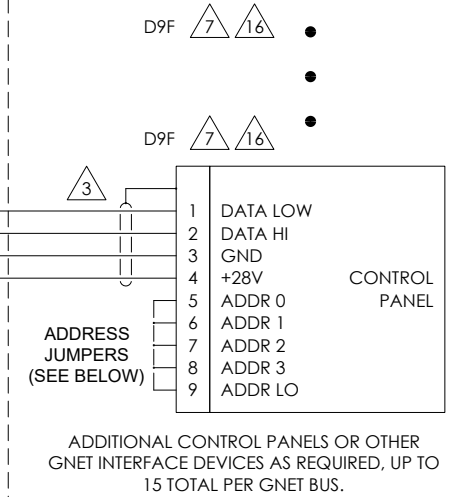 D9F 7 16
D9F 7 16
3
1 DATA LOW
2 DATA HI
3 GND
4 +28V CONTROL
5 ADDR 0 PANEL
6 ADDR 1
7 ADDR 2
8 ADDR 3
9 ADDR LO
ADDRESS
JUMPERS
(SEE BELOW)
ADDITIONAL CONTROL PANELS OR OTHER
GNET INTERFACE DEVICES AS REQUIRED, UP TO
15 TOTAL PER GNET BUS.